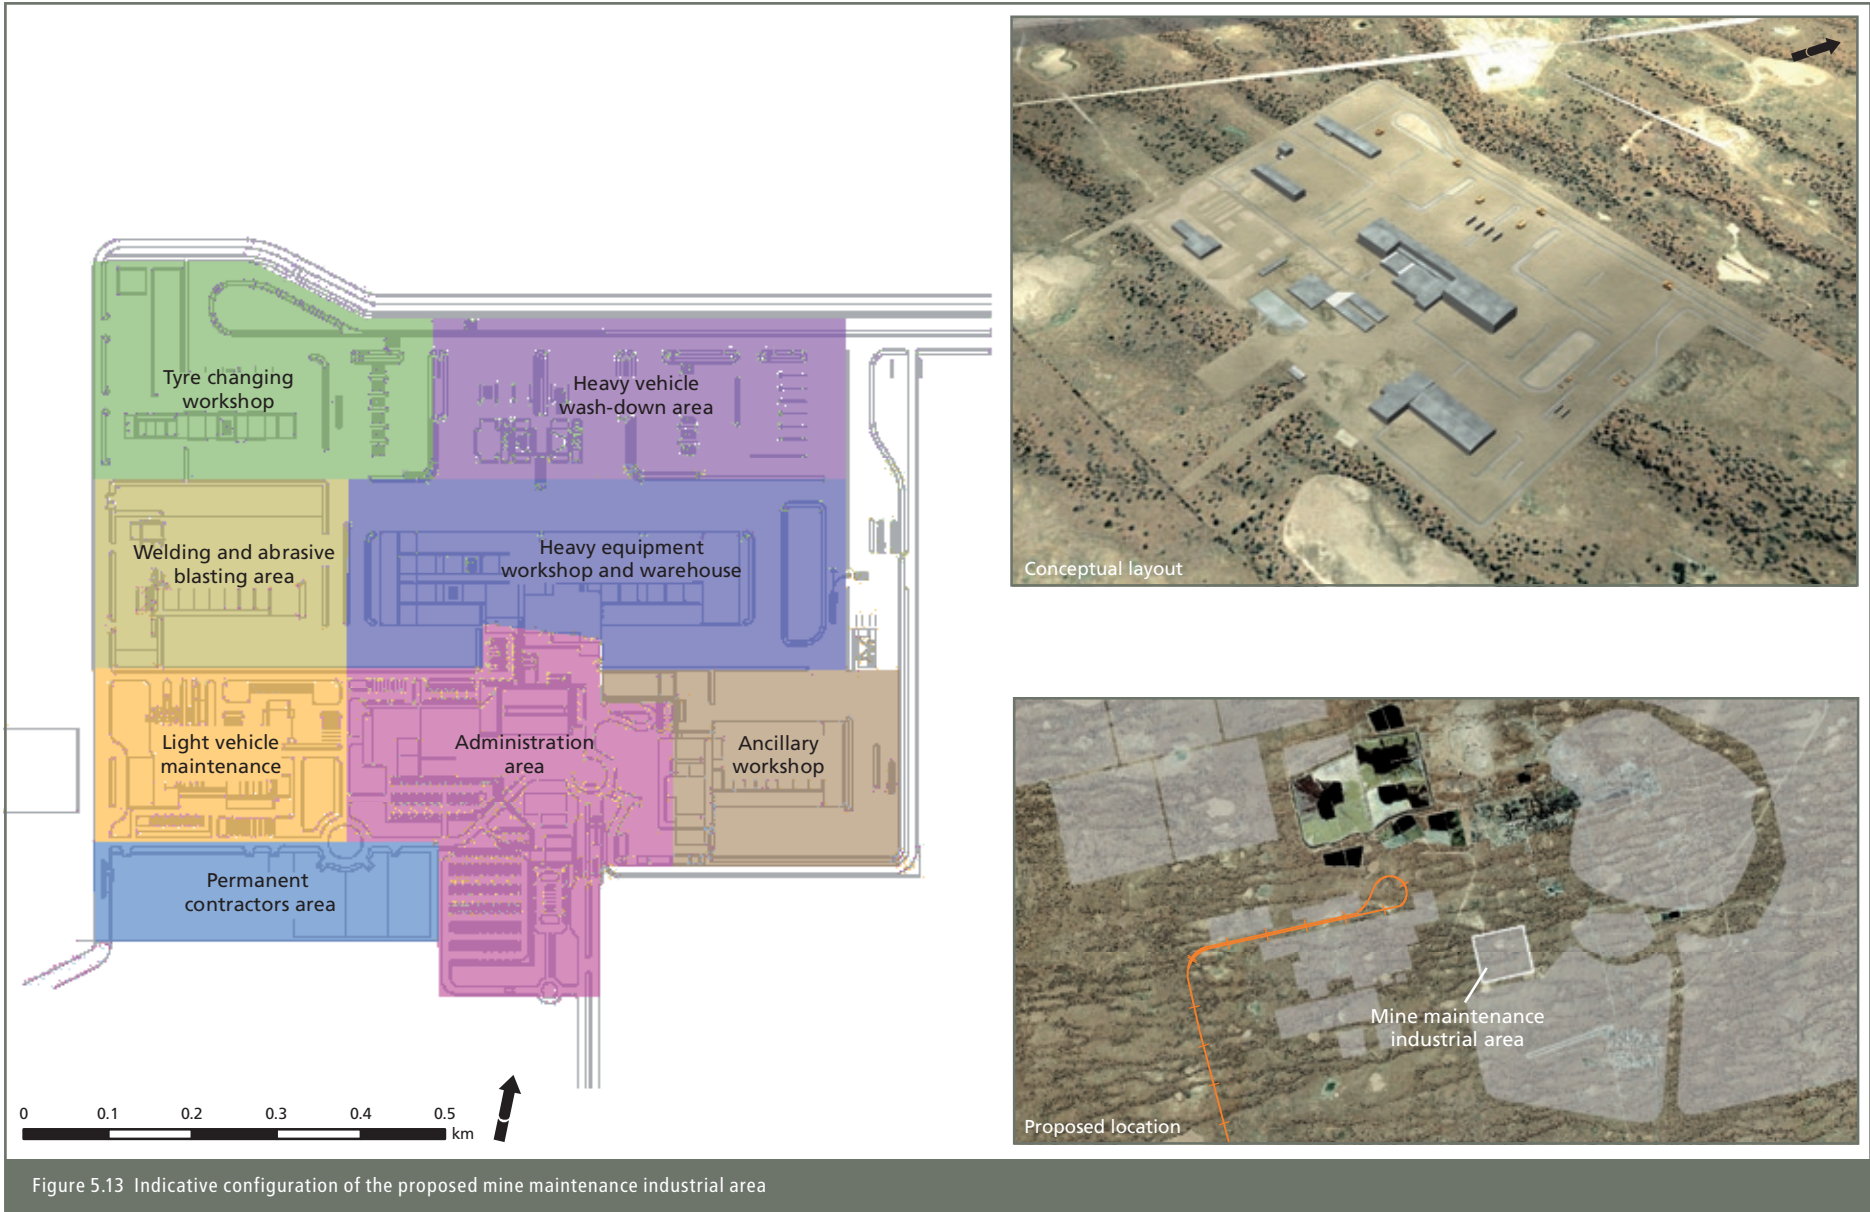 Tyre changing
workshop
Heavy vehicle
wash-down area
Welding and abrasive
blasting area
Heavy equipment
workshop and warehouse
Light vehicle
maintenance
Administration
area
Ancillary
workshop
Permanent
contractors area
0 0.1 0.2 0.3 0.4 0.5
km
Conceptual layout
Mine maintenance
industrial area
Proposed location
Figure 5.13 Indicative configuration of the proposed mine maintenance industrial area